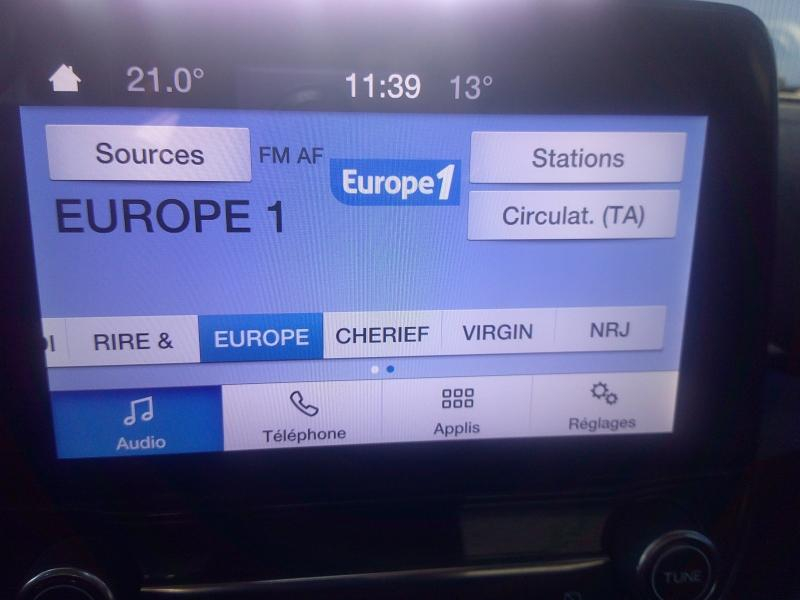 21.0° 11:39 13°
Sources FM AF Europe1 Stations
EUROPE 1 Circulat. (TA)
RIRE & EUROPE CHERIEF VIRGIN NRJ
Audio Téléphone Applis Réglages
TUNE